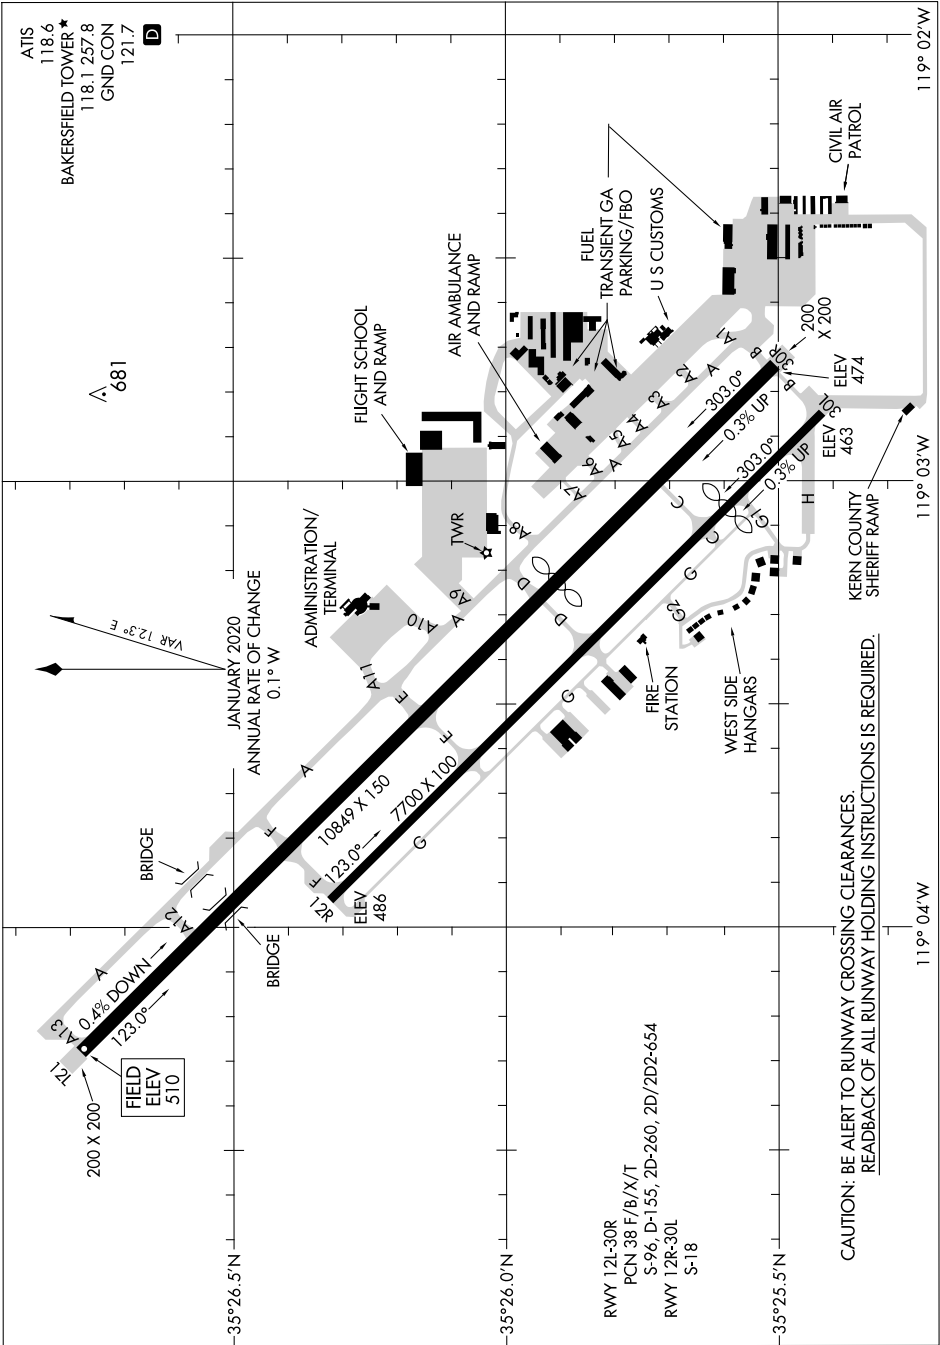 ATIS
118.6
BAKERSFIELD TOWER ★
118.1 257.8
GND CON
121.7
D
681
VAR 12.3° E
JANUARY 2020
ANNUAL RATE OF CHANGE
0.1° W
FLIGHT SCHOOL
AND RAMP
AIR AMBULANCE
AND RAMP
FUEL
TRANSIENT GA
PARKING/FBO
U S CUSTOMS
CIVIL AIR
PATROL
ADMINISTRATION/
TERMINAL
TWR
BRIDGE
BRIDGE
A13
A
A12
A
A11
A10
A
A9
A8
A7
A6
A
A5
A4
A3
A2
A
A1
B
B
C
C
D
D
E
E
F
F
G
G
G
G1
G2
H
12L
0.4% DOWN
123.0°
200 X 200
FIELD
ELEV
510
10849 X 150
303.0°
0.3% UP
30R
200
X 200
ELEV
474
12R
ELEV
486
123.0°
7700 X 100
303.0°
0.3% UP
30L
ELEV
463
FIRE
STATION
WEST SIDE
HANGARS
KERN COUNTY
SHERIFF RAMP
RWY 12L-30R
PCN 38 F/B/X/T
S-96, D-155, 2D-260, 2D/2D2-654
RWY 12R-30L
S-18
CAUTION: BE ALERT TO RUNWAY CROSSING CLEARANCES.
READBACK OF ALL RUNWAY HOLDING INSTRUCTIONS IS REQUIRED.
35°26.5'N
35°26.0'N
35°25.5'N
119° 04'W
119° 03'W
119° 02'W